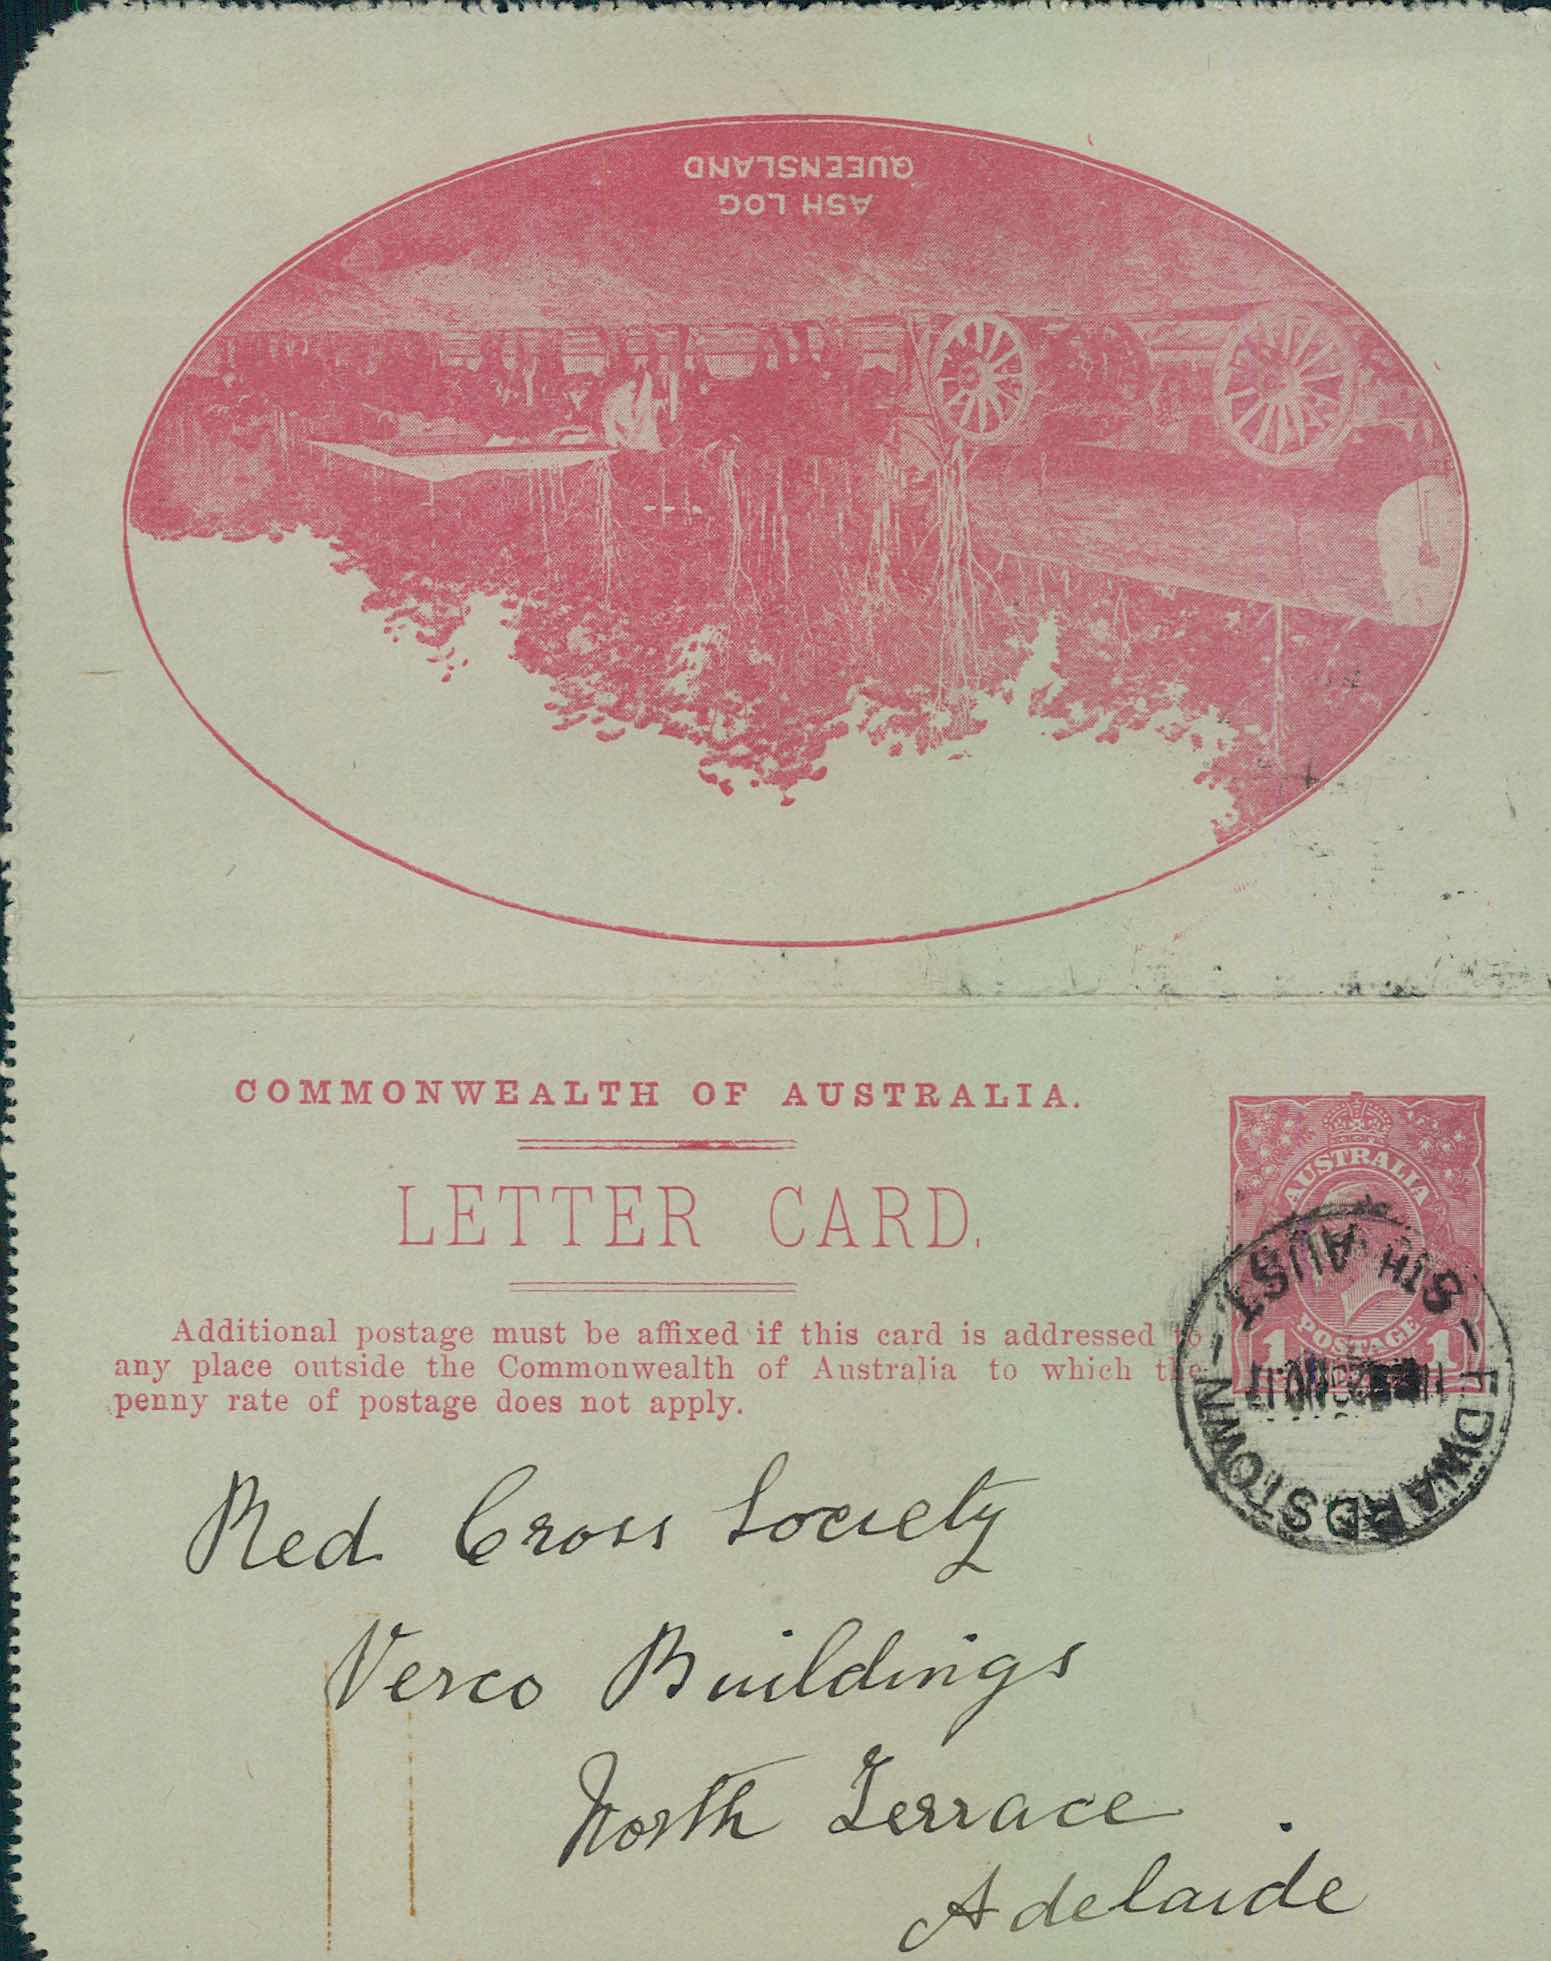 ASH LOG
QUEENSLAND
COMMONWEALTH OF AUSTRALIA.
LETTER CARD.
Additional postage must be affixed if this card is addressed to
any place outside the Commonwealth of Australia to which the
penny rate of postage does not apply.
AUSTRALIA
POSTAGE
1 1
EDWARDSTOWN
STH AUST
Red Cross Society
Verco Buildings
North Terrace
Adelaide